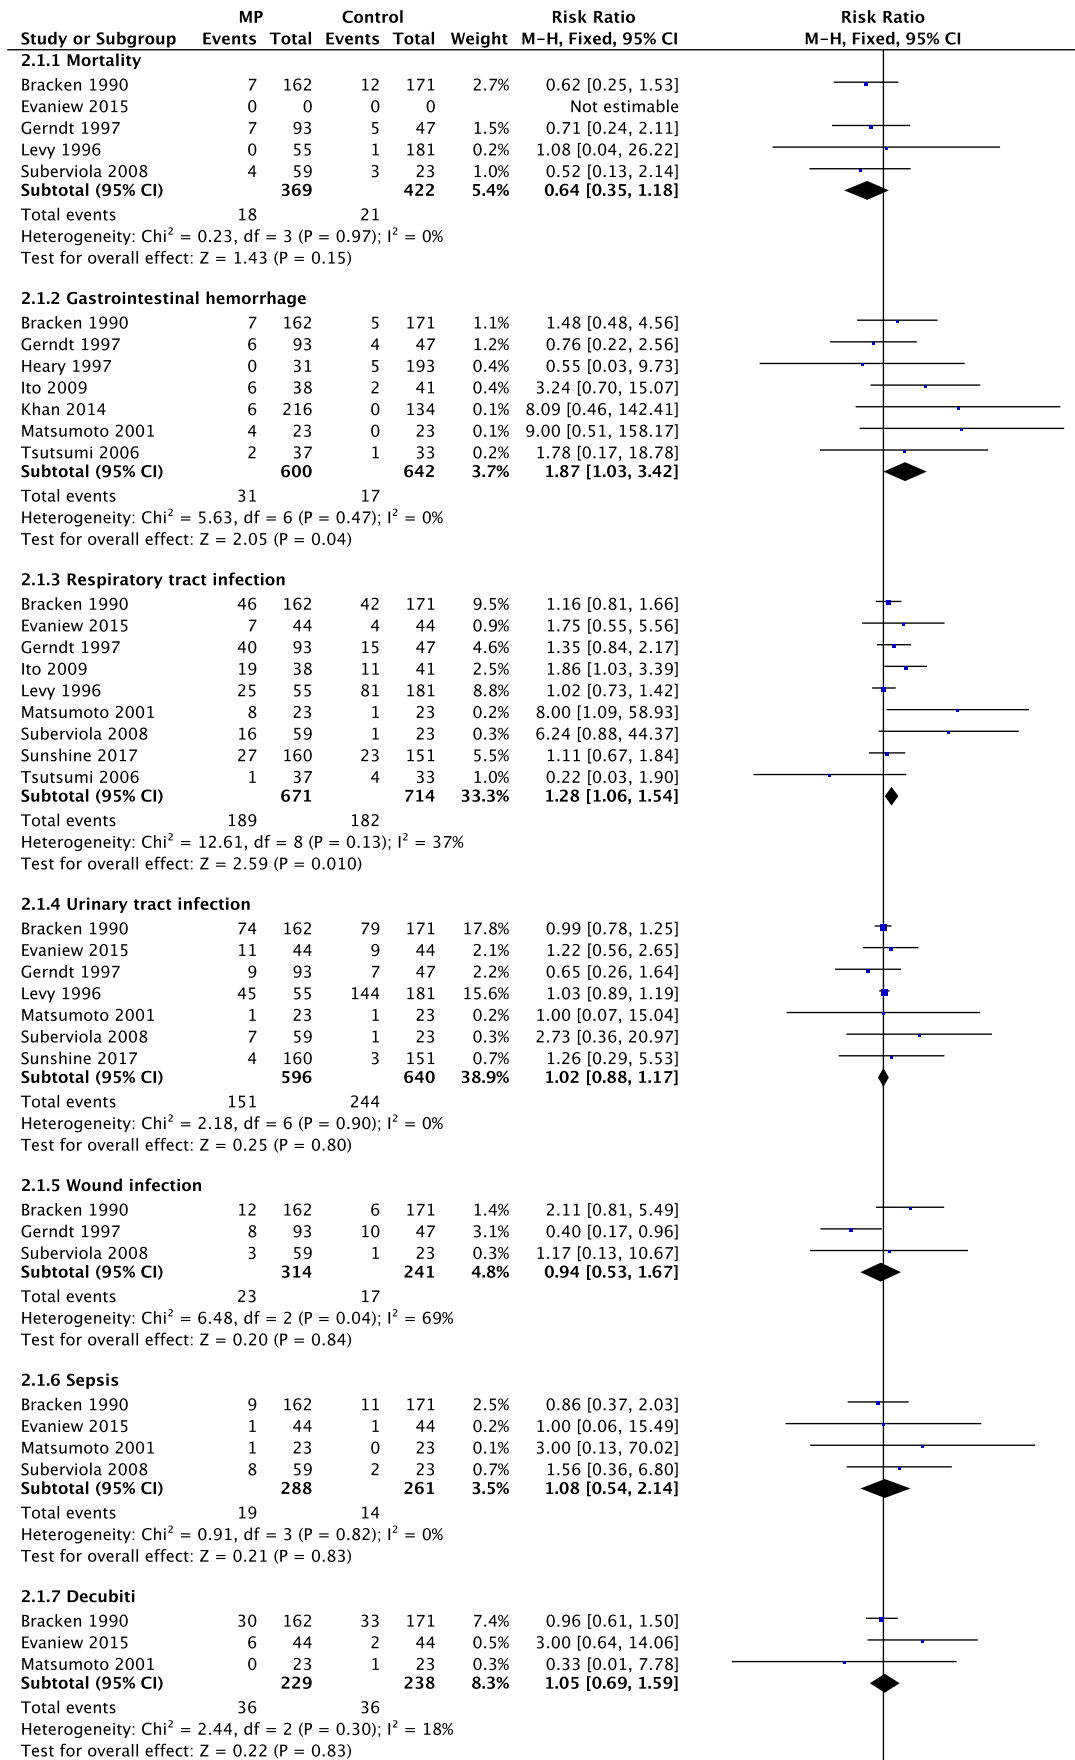 MP Control Risk Ratio Risk Ratio
Study or Subgroup Events Total Events Total Weight M-H, Fixed, 95% CI M-H, Fixed, 95% CI
2.1.1 Mortality
Bracken 1990 7 162 12 171 2.7% 0.62 [0.25, 1.53]
Evaniew 2015 0 0 0 0 Not estimable
Gerndt 1997 7 93 5 47 1.5% 0.71 [0.24, 2.11]
Levy 1996 0 55 1 181 0.2% 1.08 [0.04, 26.22]
Suberviola 2008 4 59 3 23 1.0% 0.52 [0.13, 2.14]
Subtotal (95% CI) 369 422 5.4% 0.64 [0.35, 1.18]
Total events 18 21
Heterogeneity: Chi² = 0.23, df = 3 (P = 0.97); I² = 0%
Test for overall effect: Z = 1.43 (P = 0.15)
2.1.2 Gastrointestinal hemorrhage
Bracken 1990 7 162 5 171 1.1% 1.48 [0.48, 4.56]
Gerndt 1997 6 93 4 47 1.2% 0.76 [0.22, 2.56]
Heary 1997 0 31 5 193 0.4% 0.55 [0.03, 9.73]
Ito 2009 6 38 2 41 0.4% 3.24 [0.70, 15.07]
Khan 2014 6 216 0 134 0.1% 8.09 [0.46, 142.41]
Matsumoto 2001 4 23 0 23 0.1% 9.00 [0.51, 158.17]
Tsutsumi 2006 2 37 1 33 0.2% 1.78 [0.17, 18.78]
Subtotal (95% CI) 600 642 3.7% 1.87 [1.03, 3.42]
Total events 31 17
Heterogeneity: Chi² = 5.63, df = 6 (P = 0.47); I² = 0%
Test for overall effect: Z = 2.05 (P = 0.04)
2.1.3 Respiratory tract infection
Bracken 1990 46 162 42 171 9.5% 1.16 [0.81, 1.66]
Evaniew 2015 7 44 4 44 0.9% 1.75 [0.55, 5.56]
Gerndt 1997 40 93 15 47 4.6% 1.35 [0.84, 2.17]
Ito 2009 19 38 11 41 2.5% 1.86 [1.03, 3.39]
Levy 1996 25 55 81 181 8.8% 1.02 [0.73, 1.42]
Matsumoto 2001 8 23 1 23 0.2% 8.00 [1.09, 58.93]
Suberviola 2008 16 59 1 23 0.3% 6.24 [0.88, 44.37]
Sunshine 2017 27 160 23 151 5.5% 1.11 [0.67, 1.84]
Tsutsumi 2006 1 37 4 33 1.0% 0.22 [0.03, 1.90]
Subtotal (95% CI) 671 714 33.3% 1.28 [1.06, 1.54]
Total events 189 182
Heterogeneity: Chi² = 12.61, df = 8 (P = 0.13); I² = 37%
Test for overall effect: Z = 2.59 (P = 0.010)
2.1.4 Urinary tract infection
Bracken 1990 74 162 79 171 17.8% 0.99 [0.78, 1.25]
Evaniew 2015 11 44 9 44 2.1% 1.22 [0.56, 2.65]
Gerndt 1997 9 93 7 47 2.2% 0.65 [0.26, 1.64]
Levy 1996 45 55 144 181 15.6% 1.03 [0.89, 1.19]
Matsumoto 2001 1 23 1 23 0.2% 1.00 [0.07, 15.04]
Suberviola 2008 7 59 1 23 0.3% 2.73 [0.36, 20.97]
Sunshine 2017 4 160 3 151 0.7% 1.26 [0.29, 5.53]
Subtotal (95% CI) 596 640 38.9% 1.02 [0.88, 1.17]
Total events 151 244
Heterogeneity: Chi² = 2.18, df = 6 (P = 0.90); I² = 0%
Test for overall effect: Z = 0.25 (P = 0.80)
2.1.5 Wound infection
Bracken 1990 12 162 6 171 1.4% 2.11 [0.81, 5.49]
Gerndt 1997 8 93 10 47 3.1% 0.40 [0.17, 0.96]
Suberviola 2008 3 59 1 23 0.3% 1.17 [0.13, 10.67]
Subtotal (95% CI) 314 241 4.8% 0.94 [0.53, 1.67]
Total events 23 17
Heterogeneity: Chi² = 6.48, df = 2 (P = 0.04); I² = 69%
Test for overall effect: Z = 0.20 (P = 0.84)
2.1.6 Sepsis
Bracken 1990 9 162 11 171 2.5% 0.86 [0.37, 2.03]
Evaniew 2015 1 44 1 44 0.2% 1.00 [0.06, 15.49]
Matsumoto 2001 1 23 0 23 0.1% 3.00 [0.13, 70.02]
Suberviola 2008 8 59 2 23 0.7% 1.56 [0.36, 6.80]
Subtotal (95% CI) 288 261 3.5% 1.08 [0.54, 2.14]
Total events 19 14
Heterogeneity: Chi² = 0.91, df = 3 (P = 0.82); I² = 0%
Test for overall effect: Z = 0.21 (P = 0.83)
2.1.7 Decubiti
Bracken 1990 30 162 33 171 7.4% 0.96 [0.61, 1.50]
Evaniew 2015 6 44 2 44 0.5% 3.00 [0.64, 14.06]
Matsumoto 2001 0 23 1 23 0.3% 0.33 [0.01, 7.78]
Subtotal (95% CI) 229 238 8.3% 1.05 [0.69, 1.59]
Total events 36 36
Heterogeneity: Chi² = 2.44, df = 2 (P = 0.30); I² = 18%
Test for overall effect: Z = 0.22 (P = 0.83)